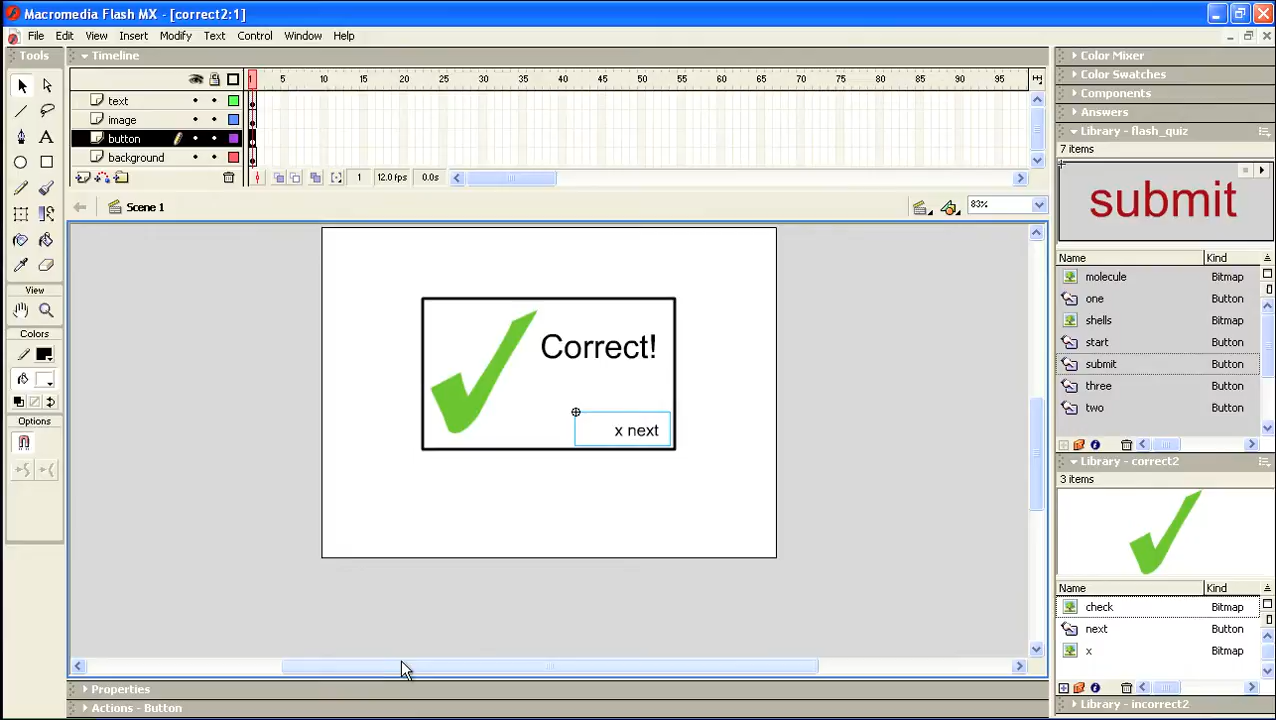 Macromedia Flash MX - [correct2:1]
File Edit View Insert Modify Text Control Window Help
Tools
Timeline
1 5 10 15 20 25 30 35 40 45 50 55 60 65 70 75 80 85 90 95
text
image
button
background
1 12.0 fps 0.0s
Scene 1
83%
View
Colors
Options
Correct!
x next
Properties
Actions - Button
Color Mixer
Color Swatches
Components
Answers
Library - flash_quiz
7 items
submit
Name Kind
molecule Bitmap
one Button
shells Bitmap
start Button
submit Button
three Button
two Button
Library - correct2
3 items
Name Kind
check Bitmap
next Button
x Bitmap
Library - incorrect2